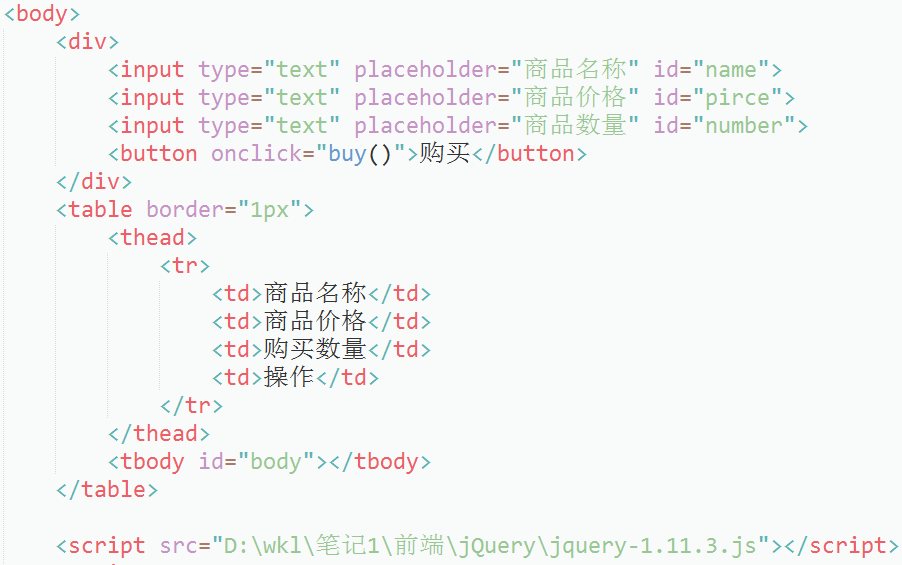 <body>
<div>
<input type="text" placeholder="商品名称" id="name">
<input type="text" placeholder="商品价格" id="pirce">
<input type="text" placeholder="商品数量" id="number">
<button onclick="buy()">购买</button>
</div>
<table border="1px">
<thead>
<tr>
<td>商品名称</td>
<td>商品价格</td>
<td>购买数量</td>
<td>操作</td>
</tr>
</thead>
<tbody id="body"></tbody>
</table>
<script src="D:\wkl\笔记1\前端\jQuery\jquery-1.11.3.js"></script>